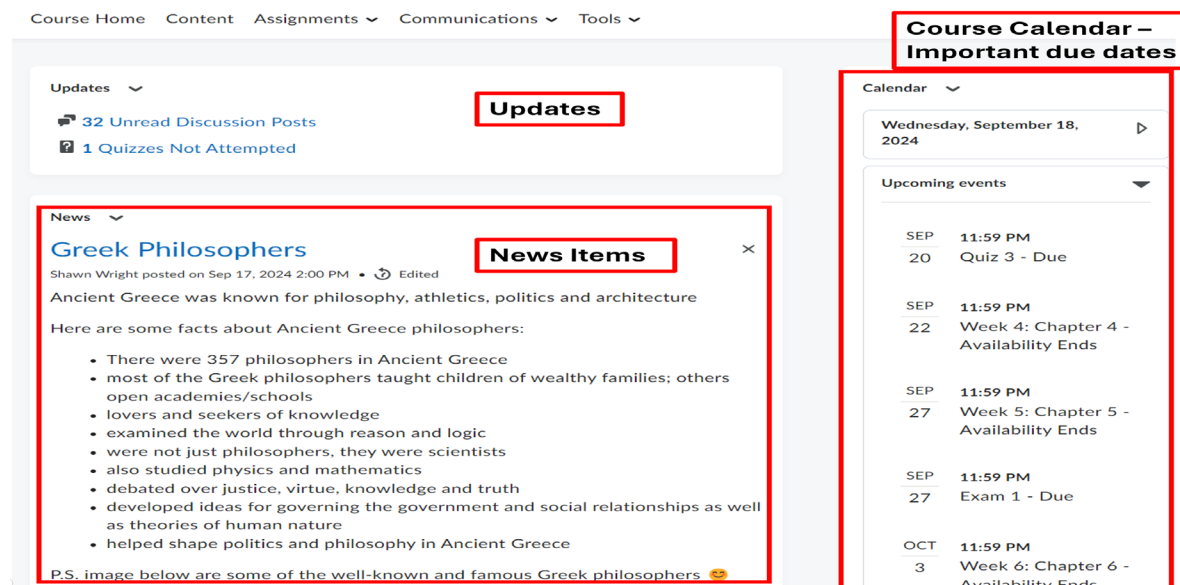 Course Home Content Assignments Communications Tools
Course Calendar –
Important due dates
Updates
Updates
32 Unread Discussion Posts
1 Quizzes Not Attempted
News
Greek Philosophers
News Items
Shawn Wright posted on Sep 17, 2024 2:00 PM • Edited
Ancient Greece was known for philosophy, athletics, politics and architecture
Here are some facts about Ancient Greece philosophers:
• There were 357 philosophers in Ancient Greece
• most of the Greek philosophers taught children of wealthy families; others
open academies/schools
• lovers and seekers of knowledge
• examined the world through reason and logic
• were not just philosophers, they were scientists
• also studied physics and mathematics
• debated over justice, virtue, knowledge and truth
• developed ideas for governing the government and social relationships as well
as theories of human nature
• helped shape politics and philosophy in Ancient Greece
P.S. image below are some of the well-known and famous Greek philosophers 😊
Calendar
Wednesday, September 18,
2024
Upcoming events
SEP 11:59 PM
20 Quiz 3 - Due
SEP 11:59 PM
22 Week 4: Chapter 4 -
Availability Ends
SEP 11:59 PM
27 Week 5: Chapter 5 -
Availability Ends
SEP 11:59 PM
27 Exam 1 - Due
OCT 11:59 PM
3 Week 6: Chapter 6 -
Availability Ends